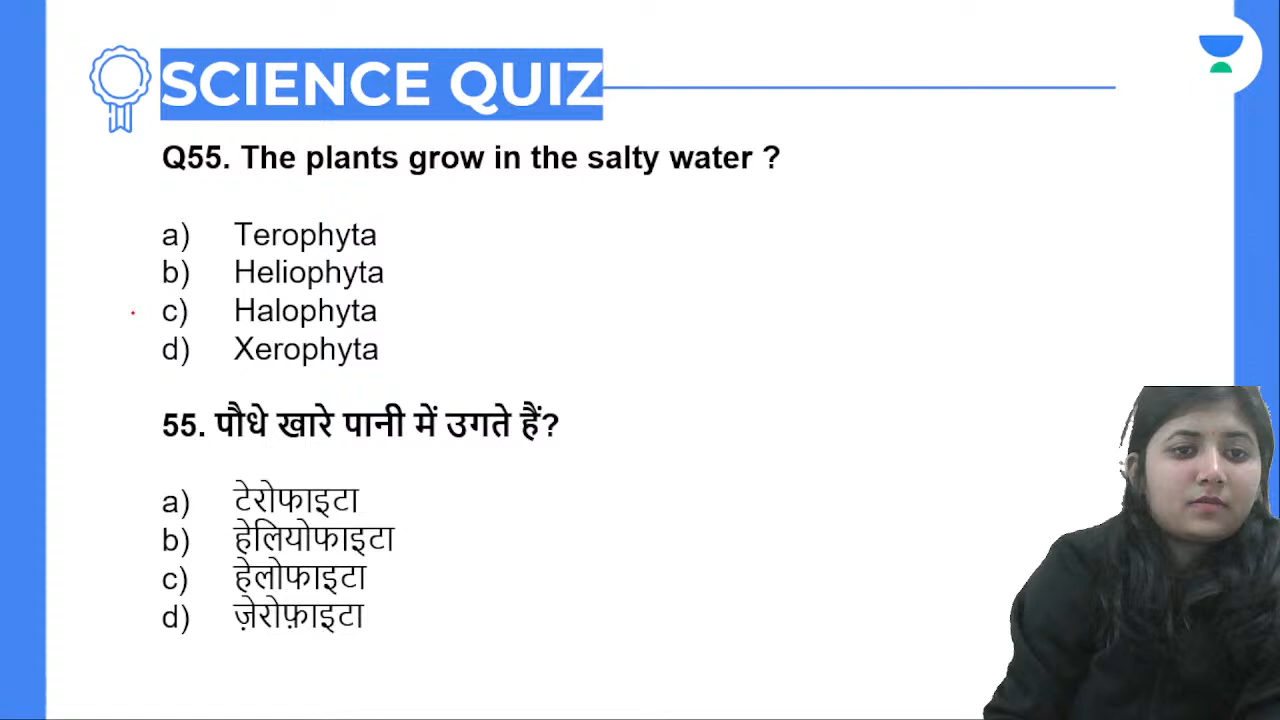 SCIENCE QUIZ
Q55. The plants grow in the salty water ?
a) Terophyta
b) Heliophyta
c) Halophyta
d) Xerophyta
55. पौधे खारे पानी में उगते हैं?
a) टेरोफाइटा
b) हेलियोफाइटा
c) हेलोफाइटा
d) ज़ेरोफ़ाइटा